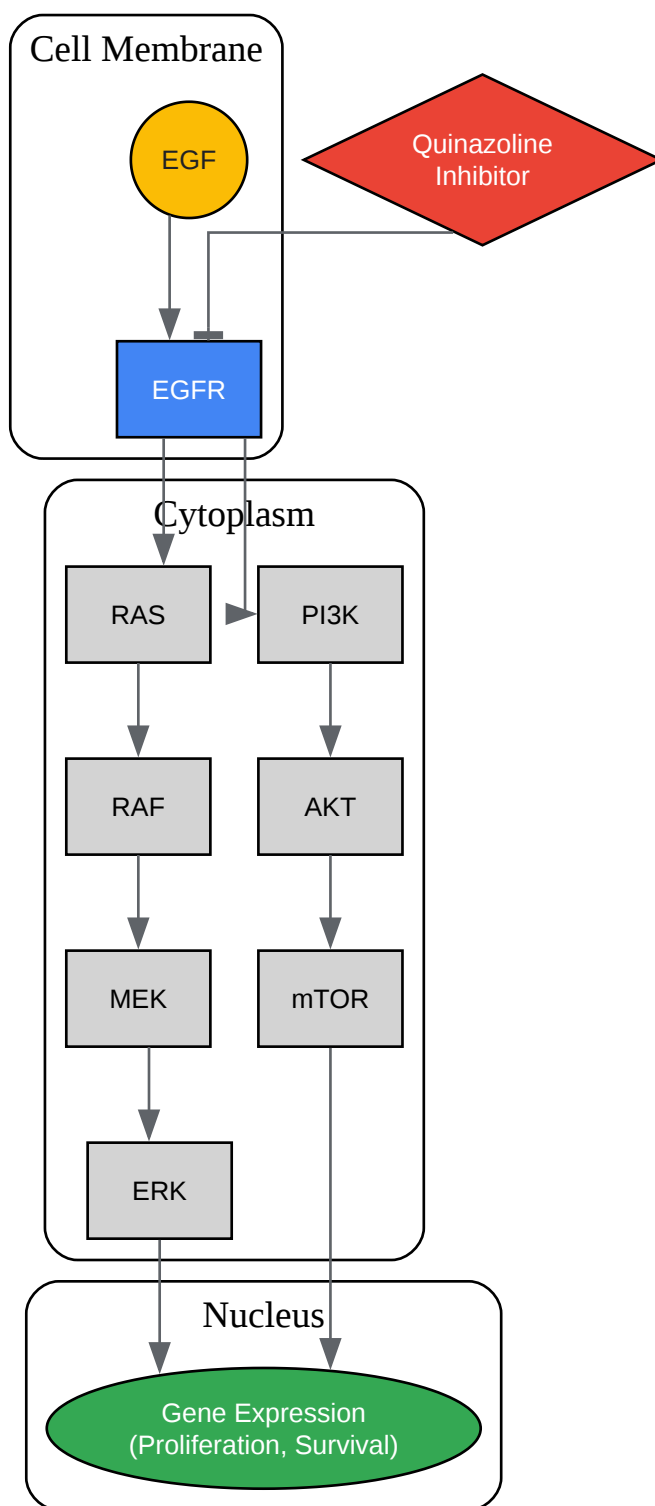 Cell Membrane
EGF
Quinazoline
Inhibitor
EGFR
Cytoplasm
RAS
PI3K
RAF
AKT
MEK
mTOR
ERK
Nucleus
Gene Expression
(Proliferation, Survival)